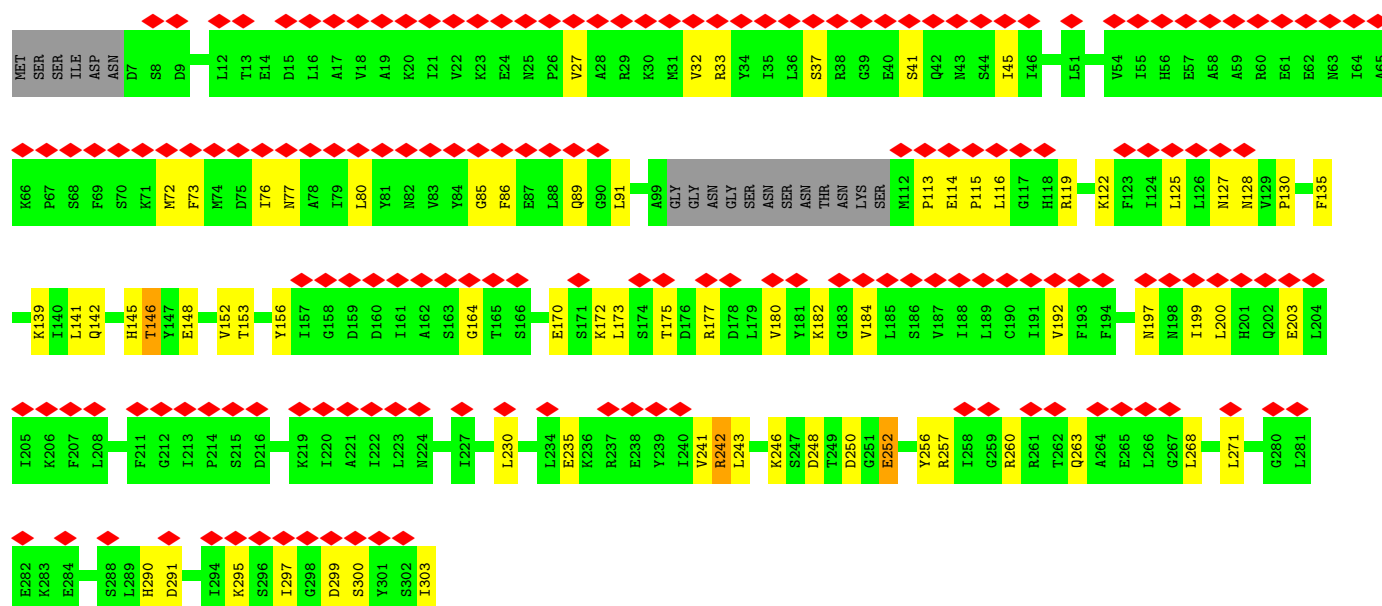 MET SER SER ILE ASP ASN D7 S8 D9 L12 T13 E14 D15 L16 A17 V18 A19 K20 I21 V22 K23 E24 N25 P26 V27 A28 R29 K30 M31 V32 R33 Y34 I35 L36 S37 R38 G39 E40 S41 Q42 N43 S44 I45 I46 L51 V54 I55 H56 E57 A58 A59 R60 E61 E62 N63 I64 A65
K66 P67 S68 F69 S70 K71 M72 F73 M74 D75 I76 N77 A78 I79 L80 Y81 N82 V83 Y84 G85 F86 E87 L88 Q89 G90 L91 A99 GLY GLY ASN GLY SER ASN SER ASN THR ASN LYS SER M112 P113 E114 P115 L116 G117 H118 R119 K122 F123 I124 L125 L126 N127 N128 V129 P130 F135
K139 I140 L141 Q142 H145 T146 Y147 E148 V152 T153 Y156 I157 G158 D159 D160 I161 A162 S163 G164 T165 S166 E170 S171 K172 L173 S174 T175 D176 R177 D178 L179 V180 Y181 K182 G183 V184 L185 S186 V187 I188 L189 C190 I191 V192 F193 F194 N197 N198 I199 L200 H201 Q202 E203 L204
I205 K206 F207 L208 F211 G212 I213 P214 S215 D216 K219 I220 A221 I222 L223 N224 I227 L230 L234 E235 K236 R237 E238 Y239 I240 V241 R242 L243 K246 S247 D248 T249 D250 G251 E252 Y256 R257 I258 G259 R260 R261 T262 Q263 A264 E265 L266 G267 L268 L271 G280 L281
E282 K283 E284 S288 L289 H290 D291 I294 K295 S296 I297 G298 D299 S300 Y301 S302 I303